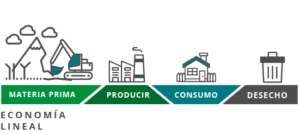 MATERIA PRIMA PRODUCIR CONSUMO DESECHO
ECONOMÍA
LINEAL